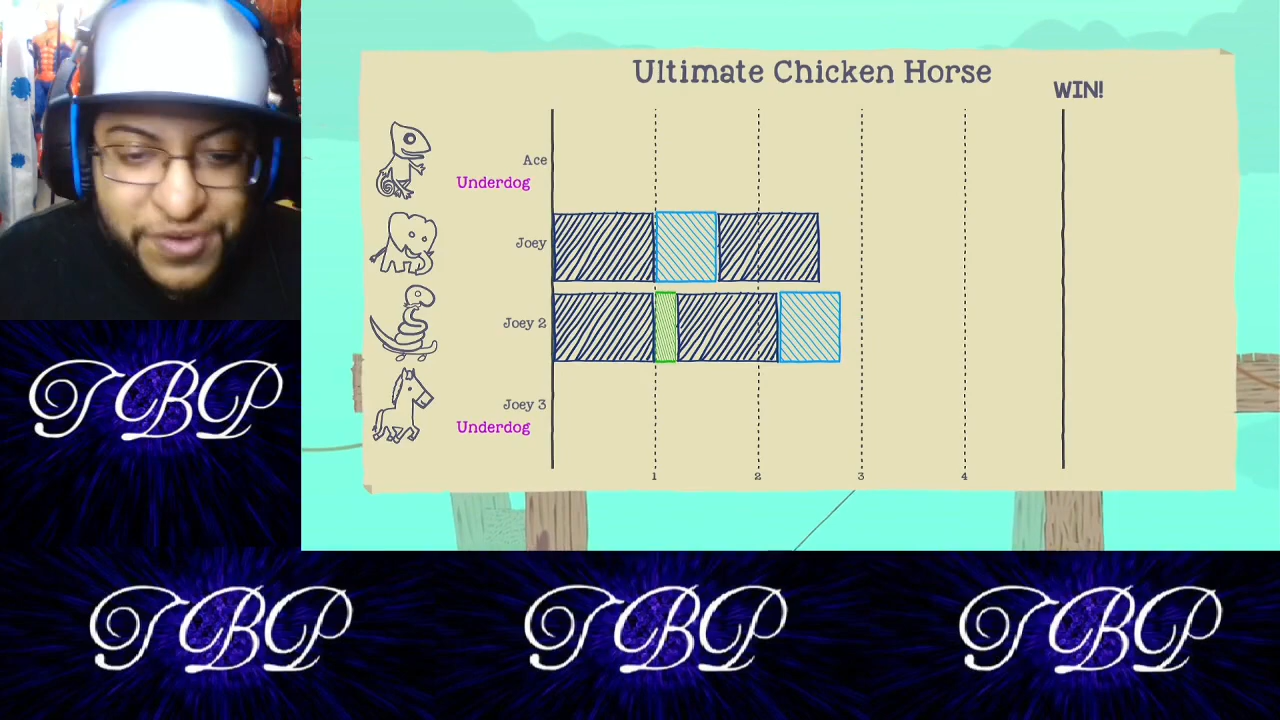 Ultimate Chicken Horse
WIN!
Ace
Underdog
Joey
Joey 2
Joey 3
Underdog
1 2 3 4
TBP
TBP TBP TBP